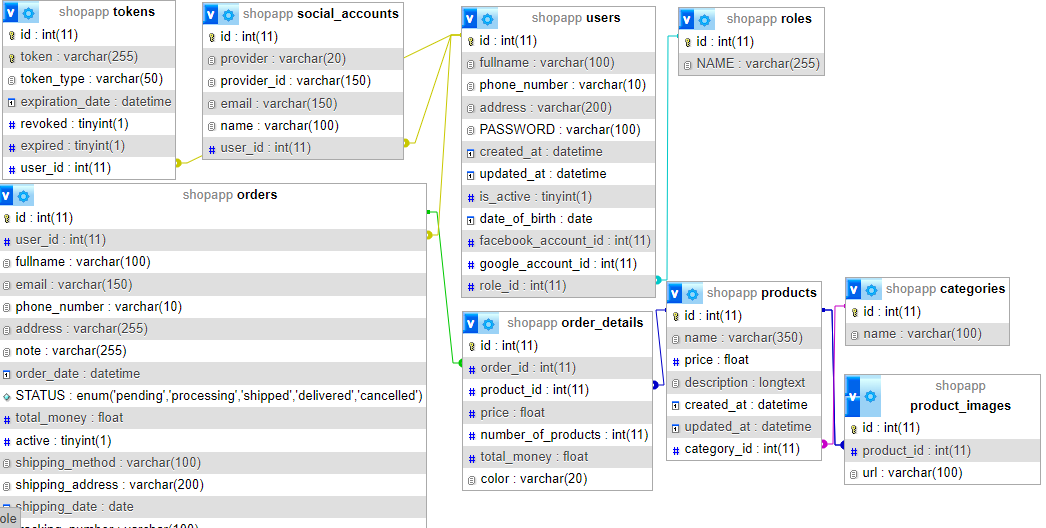 shopapp tokens
id : int(11)
token : varchar(255)
token_type : varchar(50)
expiration_date : datetime
revoked : tinyint(1)
expired : tinyint(1)
user_id : int(11)
shopapp social_accounts
id : int(11)
provider : varchar(20)
provider_id : varchar(150)
email : varchar(150)
name : varchar(100)
user_id : int(11)
shopapp users
id : int(11)
fullname : varchar(100)
phone_number : varchar(10)
address : varchar(200)
PASSWORD : varchar(100)
created_at : datetime
updated_at : datetime
is_active : tinyint(1)
date_of_birth : date
facebook_account_id : int(11)
google_account_id : int(11)
role_id : int(11)
shopapp roles
id : int(11)
NAME : varchar(255)
shopapp orders
id : int(11)
user_id : int(11)
fullname : varchar(100)
email : varchar(150)
phone_number : varchar(10)
address : varchar(255)
note : varchar(255)
order_date : datetime
STATUS : enum('pending','processing','shipped','delivered','cancelled')
total_money : float
active : tinyint(1)
shipping_method : varchar(100)
shipping_address : varchar(200)
shipping_date : date
shopapp order_details
id : int(11)
order_id : int(11)
product_id : int(11)
price : float
number_of_products : int(11)
total_money : float
color : varchar(20)
shopapp products
id : int(11)
name : varchar(350)
price : float
description : longtext
created_at : datetime
updated_at : datetime
category_id : int(11)
shopapp categories
id : int(11)
name : varchar(100)
shopapp
product_images
id : int(11)
product_id : int(11)
url : varchar(100)